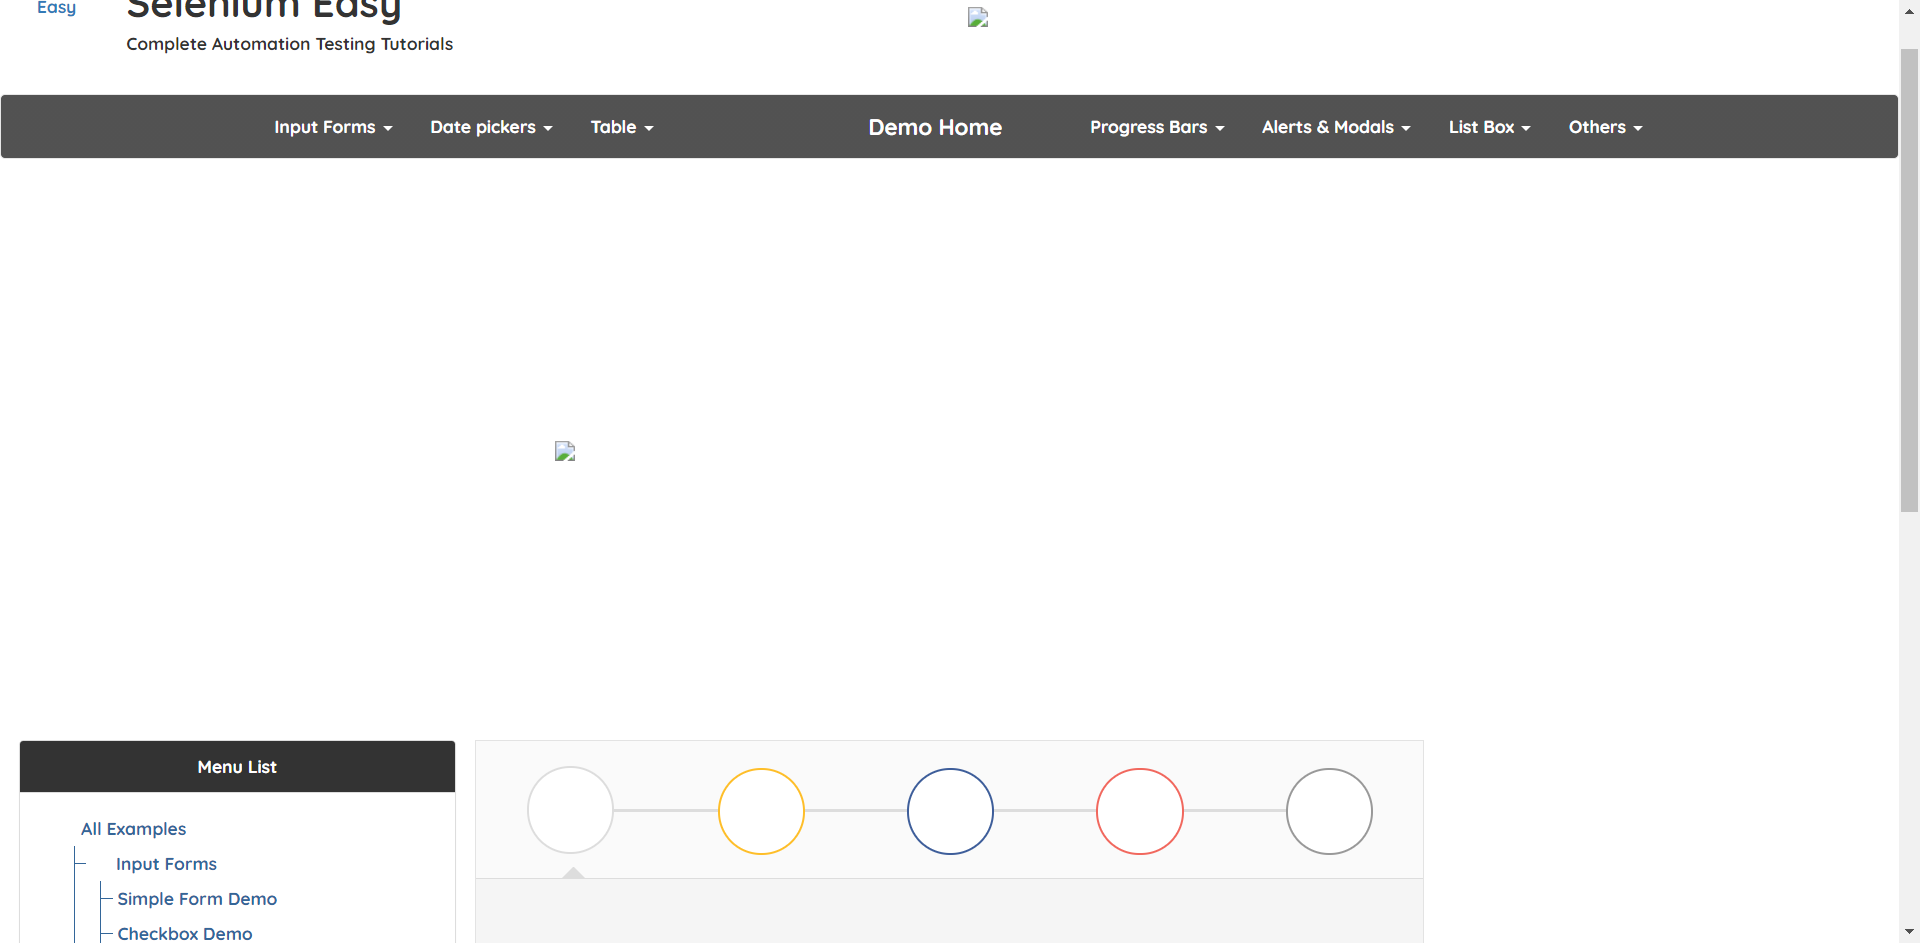 Easy
Selenium Easy
Complete Automation Testing Tutorials
Input Forms Date pickers Table Demo Home Progress Bars Alerts & Modals List Box Others
Menu List
All Examples
Input Forms
Simple Form Demo
Checkbox Demo